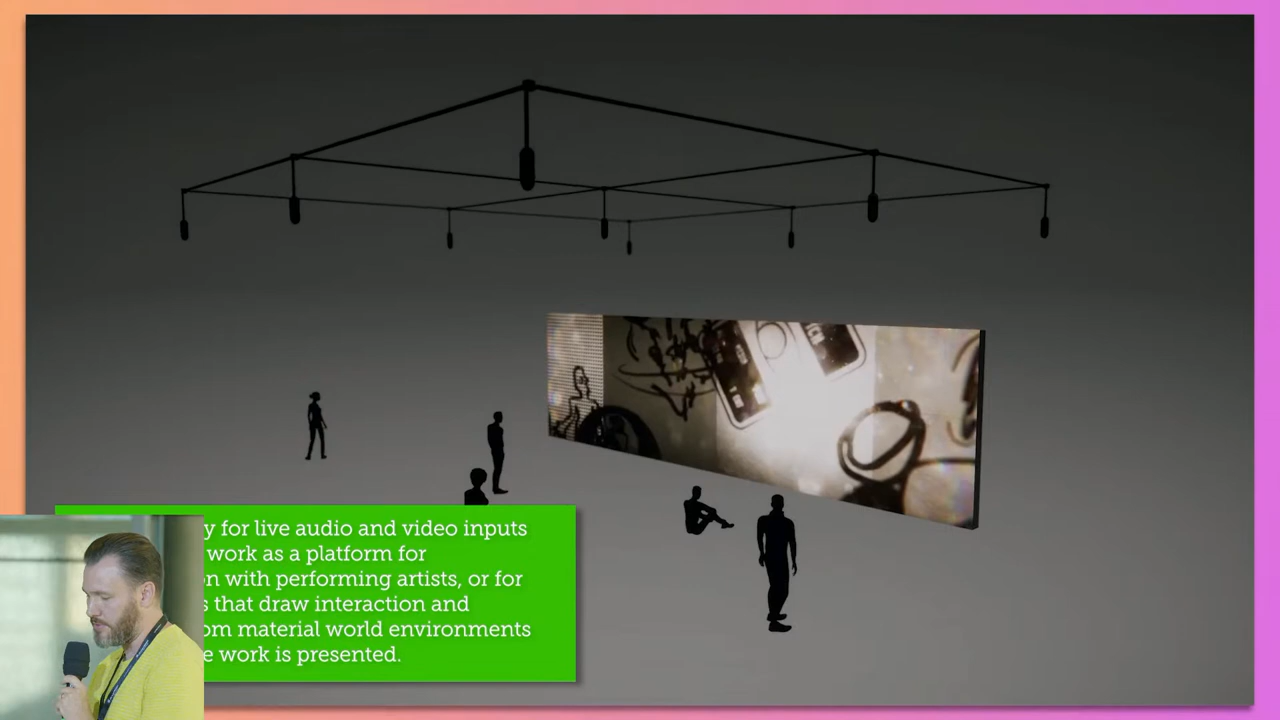 y for live audio and video inputs
work as a platform for
on with performing artists, or for
s that draw interaction and
om material world environments
e work is presented.